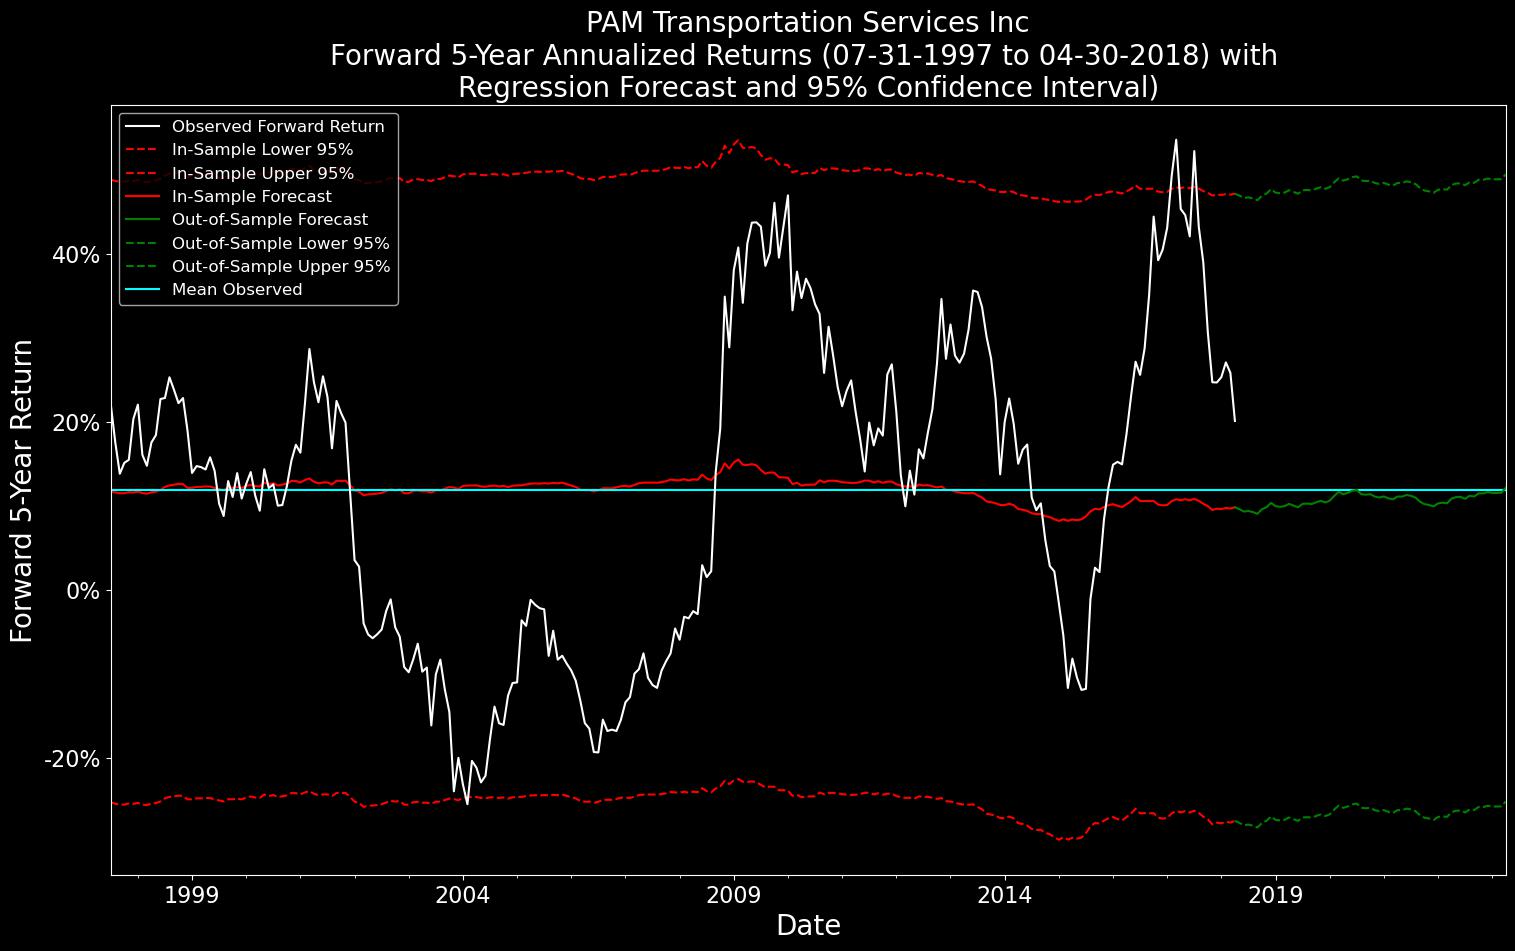 PAM Transportation Services Inc
Forward 5-Year Annualized Returns (07-31-1997 to 04-30-2018) with
Regression Forecast and 95% Confidence Interval)
Observed Forward Return
In-Sample Lower 95%
In-Sample Upper 95%
In-Sample Forecast
Out-of-Sample Forecast
Out-of-Sample Lower 95%
Out-of-Sample Upper 95%
Mean Observed
Forward 5-Year Return
40%
20%
0%
-20%
1999
2004
2009
2014
2019
Date